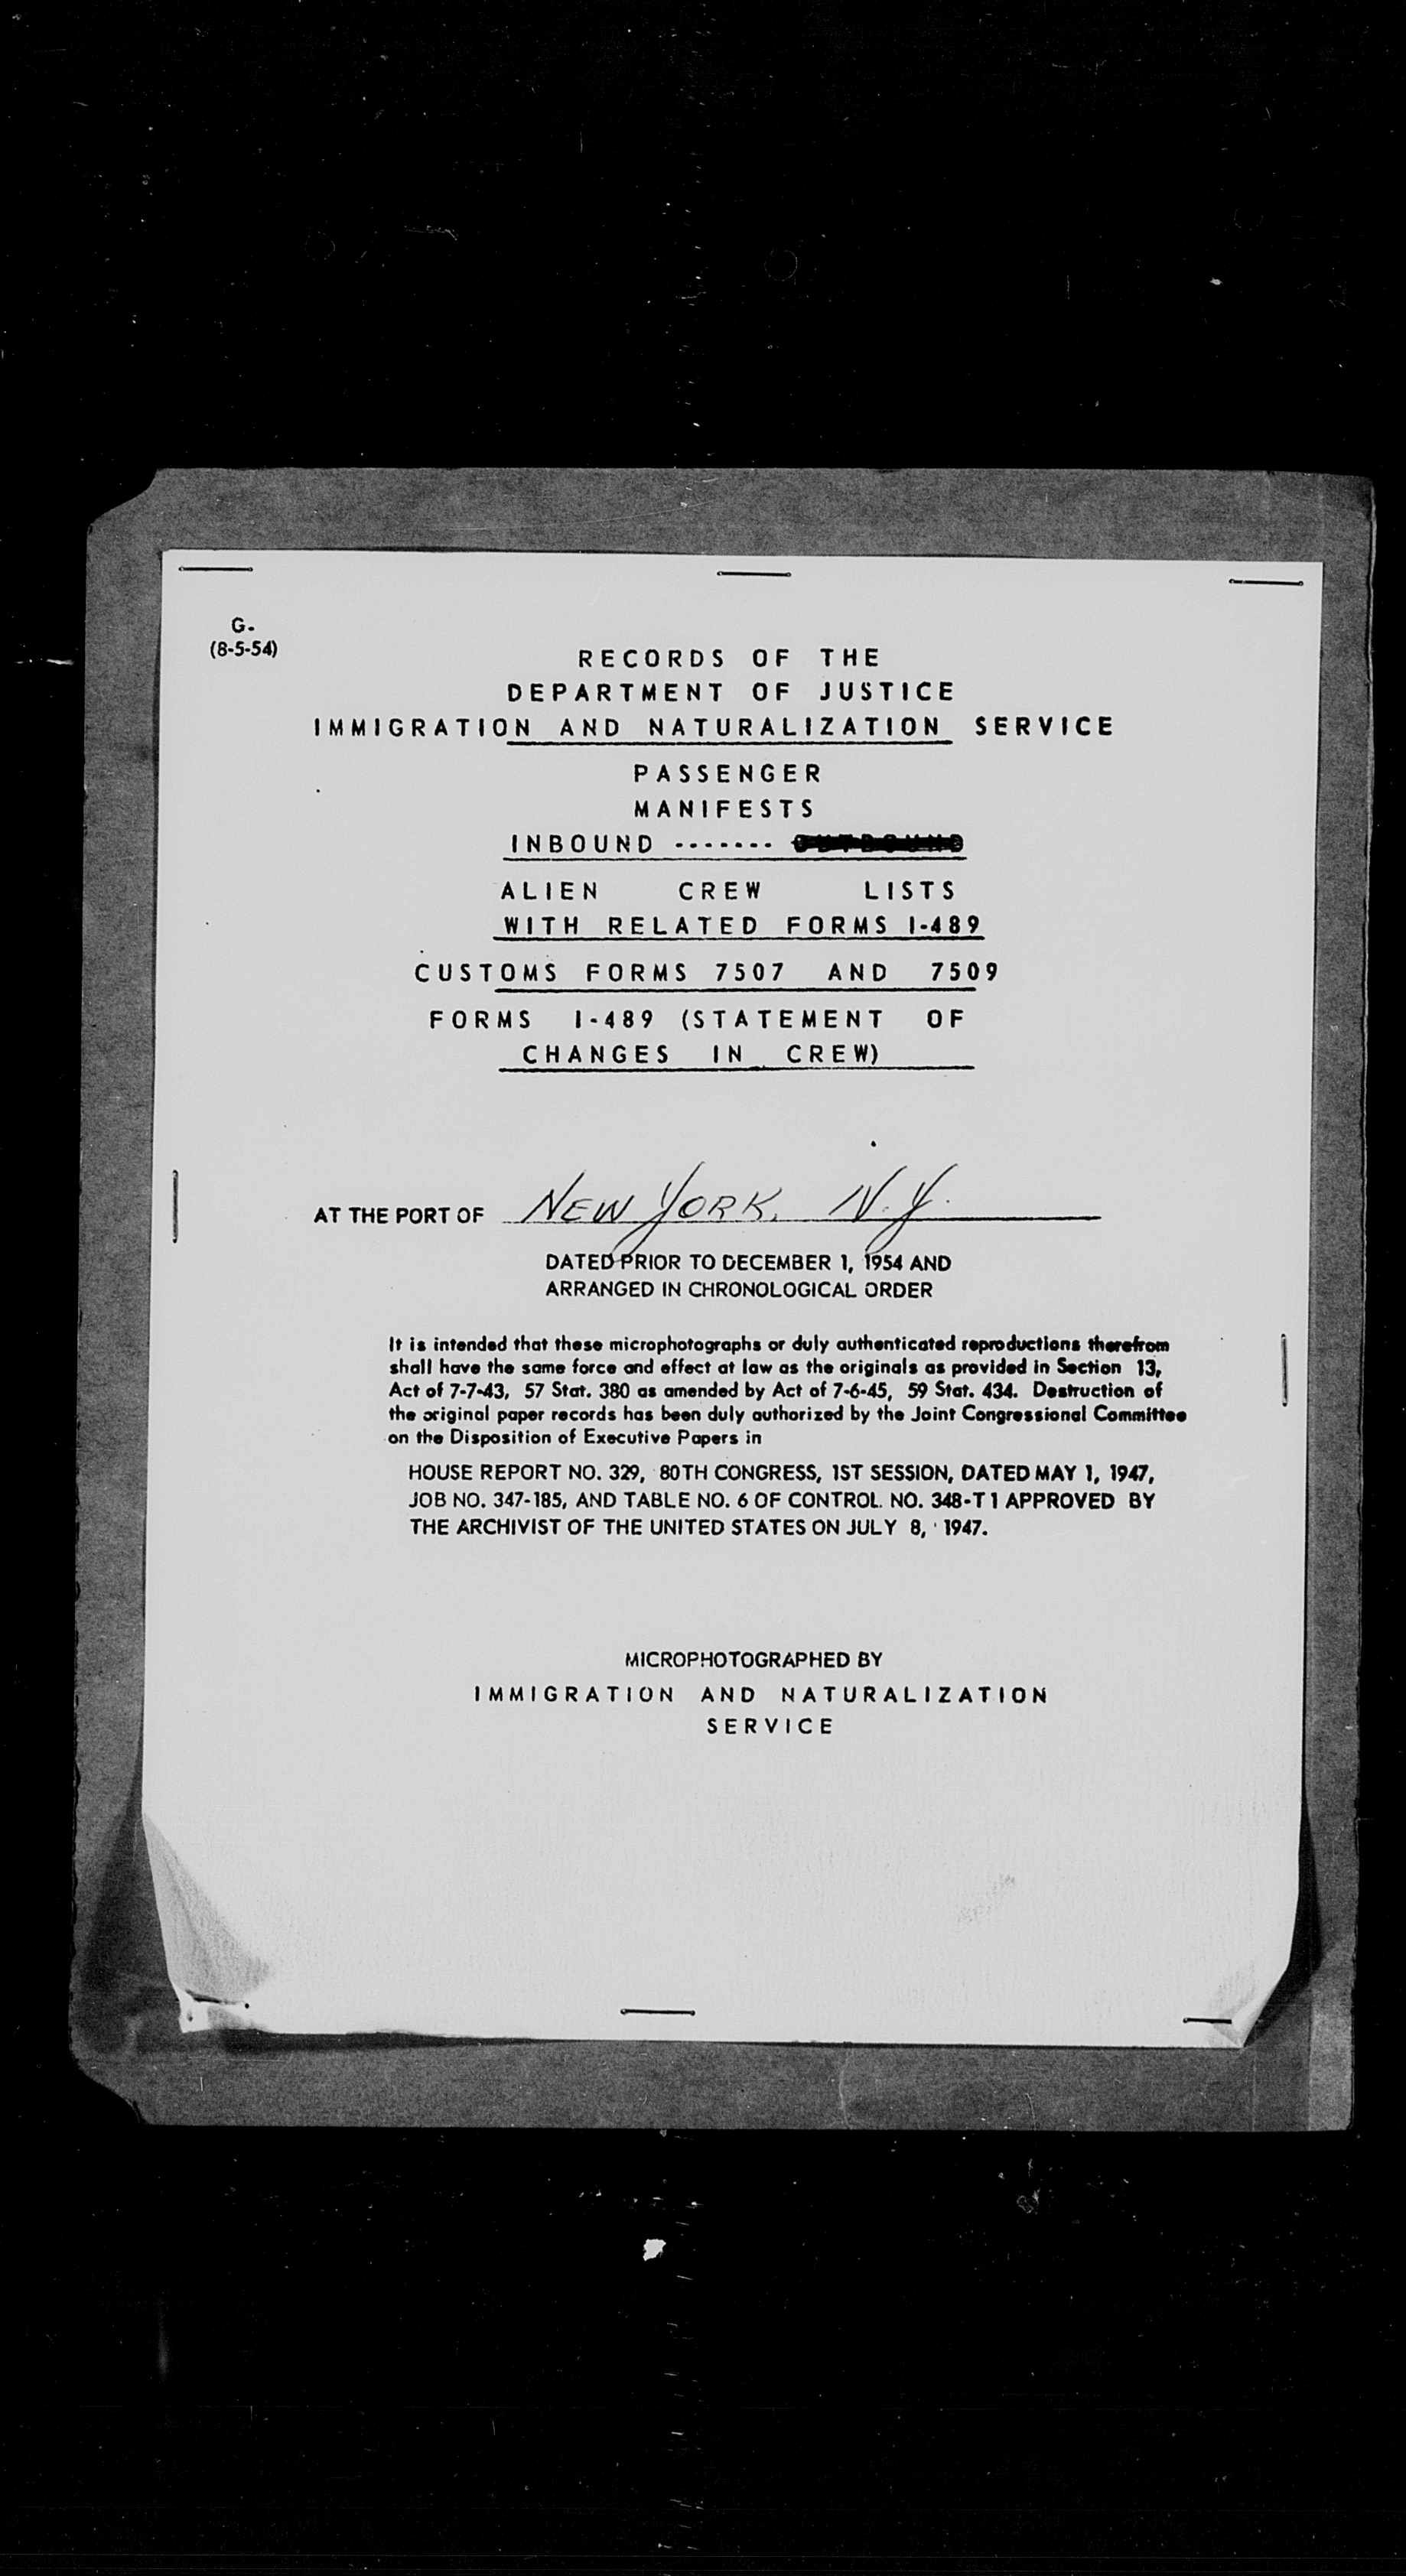 G.
(8-5-54)
RECORDS OF THE
DEPARTMENT OF JUSTICE
IMMIGRATION AND NATURALIZATION SERVICE
PASSENGER
MANIFESTS
INBOUND ------- OUTBOUND
ALIEN CREW LISTS
WITH RELATED FORMS I-489
CUSTOMS FORMS 7507 AND 7509
FORMS I-489 (STATEMENT OF
CHANGES IN CREW)
AT THE PORT OF NEW YORK, N.Y.
DATED PRIOR TO DECEMBER 1, 1954 AND
ARRANGED IN CHRONOLOGICAL ORDER
It is intended that these microphotographs or duly authenticated reproductions therefrom
shall have the same force and effect at law as the originals as provided in Section 13,
Act of 7-7-43, 57 Stat. 380 as amended by Act of 7-6-45, 59 Stat. 434. Destruction of
the original paper records has been duly authorized by the Joint Congressional Committee
on the Disposition of Executive Papers in
HOUSE REPORT NO. 329, 80TH CONGRESS, 1ST SESSION, DATED MAY 1, 1947,
JOB NO. 347-185, AND TABLE NO. 6 OF CONTROL. NO. 348-T1 APPROVED BY
THE ARCHIVIST OF THE UNITED STATES ON JULY 8, 1947.
MICROPHOTOGRAPHED BY
IMMIGRATION AND NATURALIZATION
SERVICE